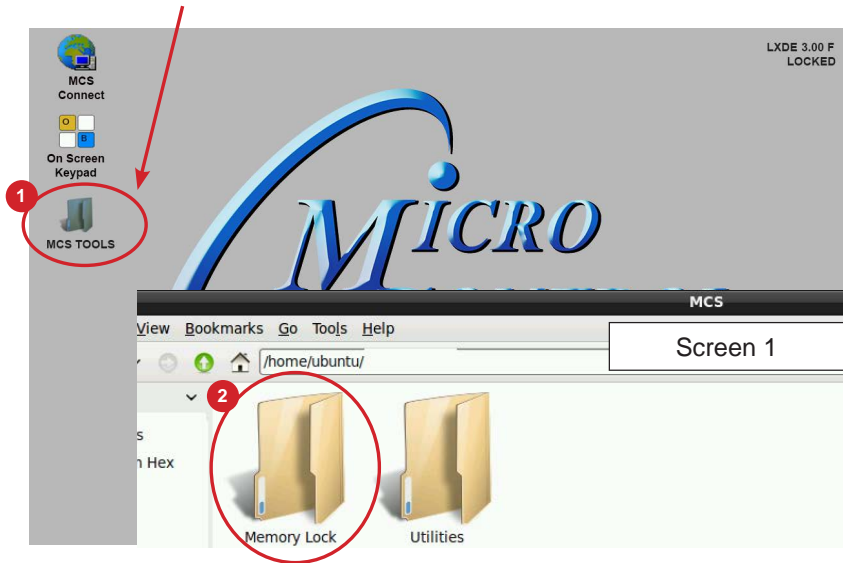 LXDE 3.00 F
LOCKED
MCS
Connect
O
B
On Screen
Keypad
1
MCS TOOLS
MICRO
MCS
View Bookmarks Go Tools Help
Screen 1
/home/ubuntu/
2
s
n Hex
Memory Lock
Utilities